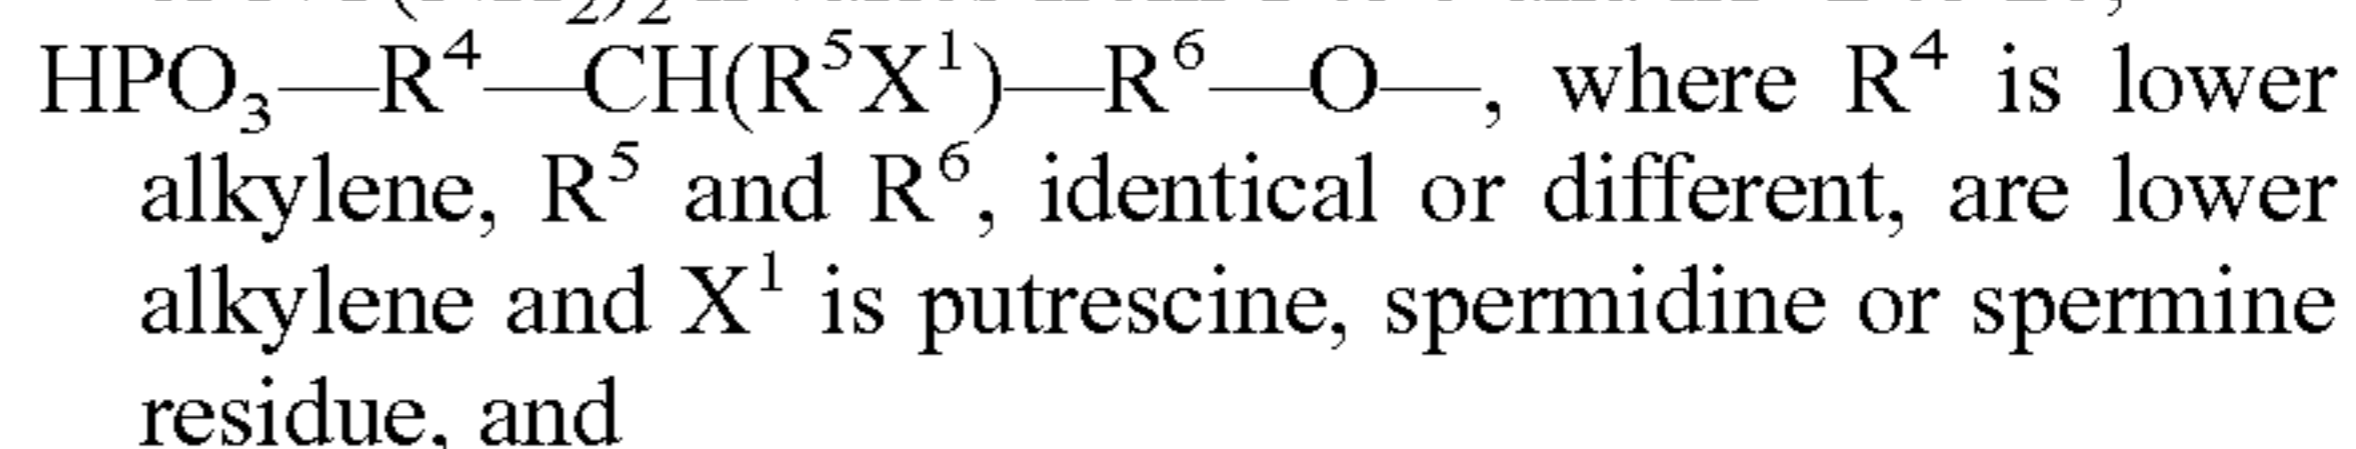 HPO₃—R⁴—CH(R⁵X¹)—R⁶—O—, where R⁴ is lower
alkylene, R⁵ and R⁶, identical or different, are lower
alkylene and X¹ is putrescine, spermidine or spermine
residue, and